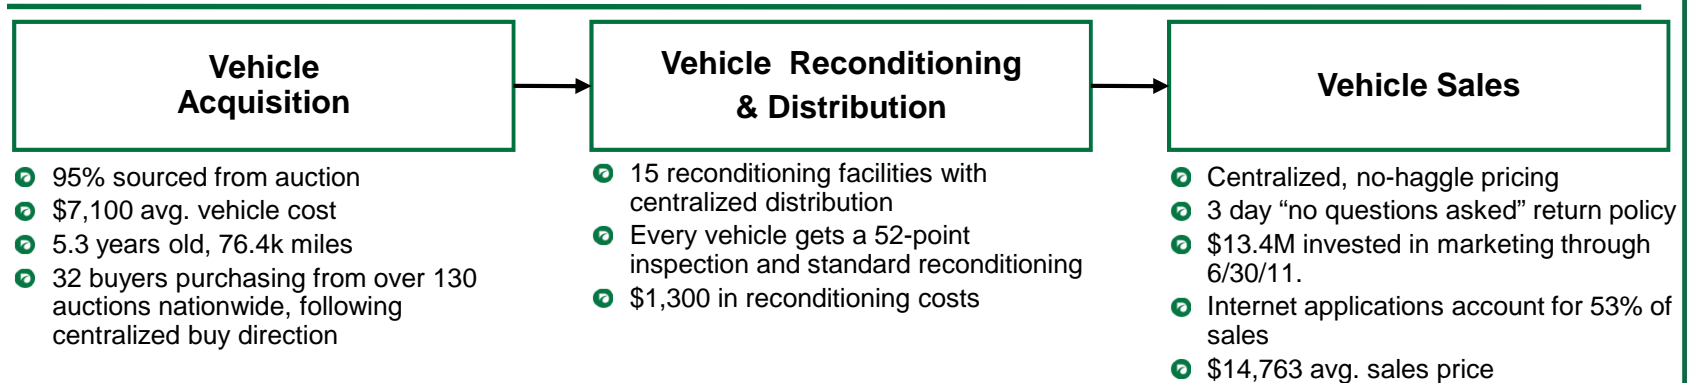 Vehicle
Acquisition
Vehicle Reconditioning
& Distribution
Vehicle Sales
95% sourced from auction
$7,100 avg. vehicle cost
5.3 years old, 76.4k miles
32 buyers purchasing from over 130
auctions nationwide, following
centralized buy direction
15 reconditioning facilities with
centralized distribution
Every vehicle gets a 52-point
inspection and standard reconditioning
$1,300 in reconditioning costs
Centralized, no-haggle pricing
3 day “no questions asked” return policy
$13.4M invested in marketing through
6/30/11.
Internet applications account for 53% of
sales
$14,763 avg. sales price